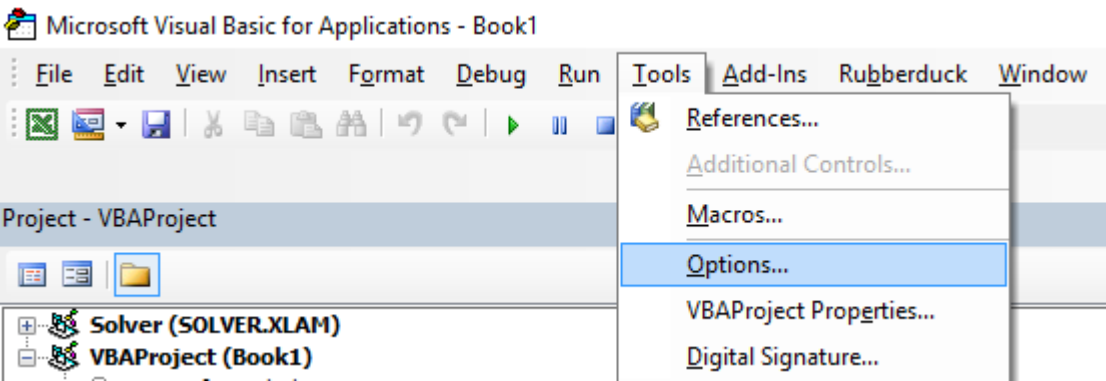 Microsoft Visual Basic for Applications - Book1
File Edit View Insert Format Debug Run Tools Add-Ins Rubberduck Window
References...
Additional Controls...
Macros...
Project - VBAProject
Options...
VBAProject Properties...
Solver (SOLVER.XLAM)
VBAProject (Book1)
Digital Signature...